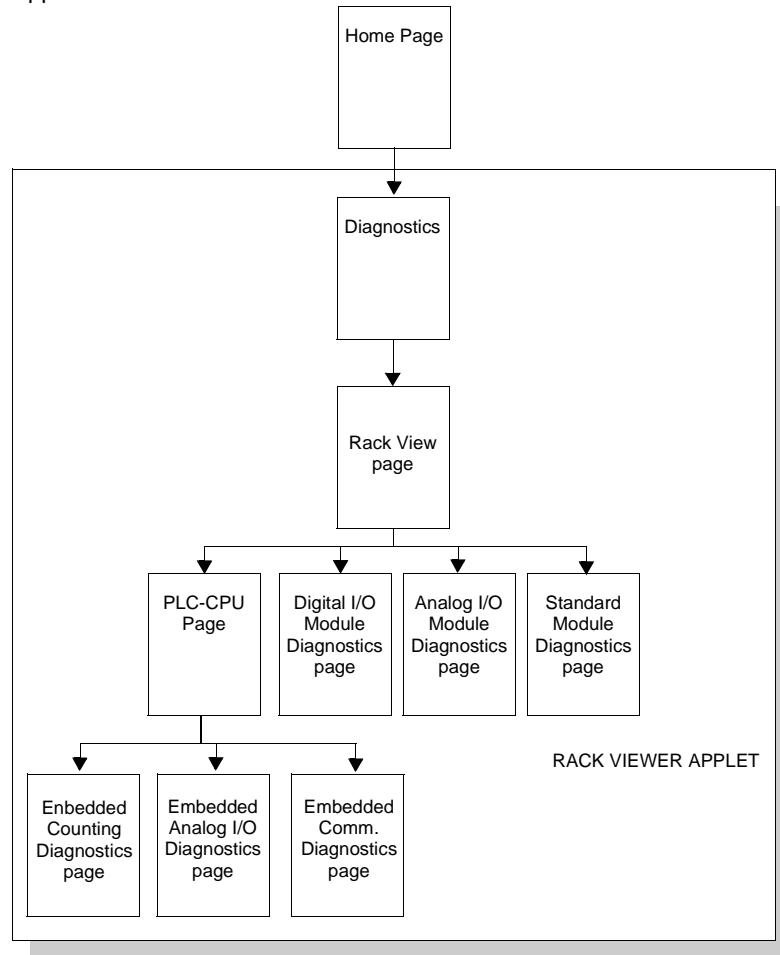 Home Page
Diagnostics
Rack View
page
PLC-CPU
Page
Digital I/O
Module
Diagnostics
page
Analog I/O
Module
Diagnostics
page
Standard
Module
Diagnostics
page
RACK VIEWER APPLET
Enbedded
Counting
Diagnostics
page
Embedded
Analog I/O
Diagnostics
page
Embedded
Comm.
Diagnostics
page